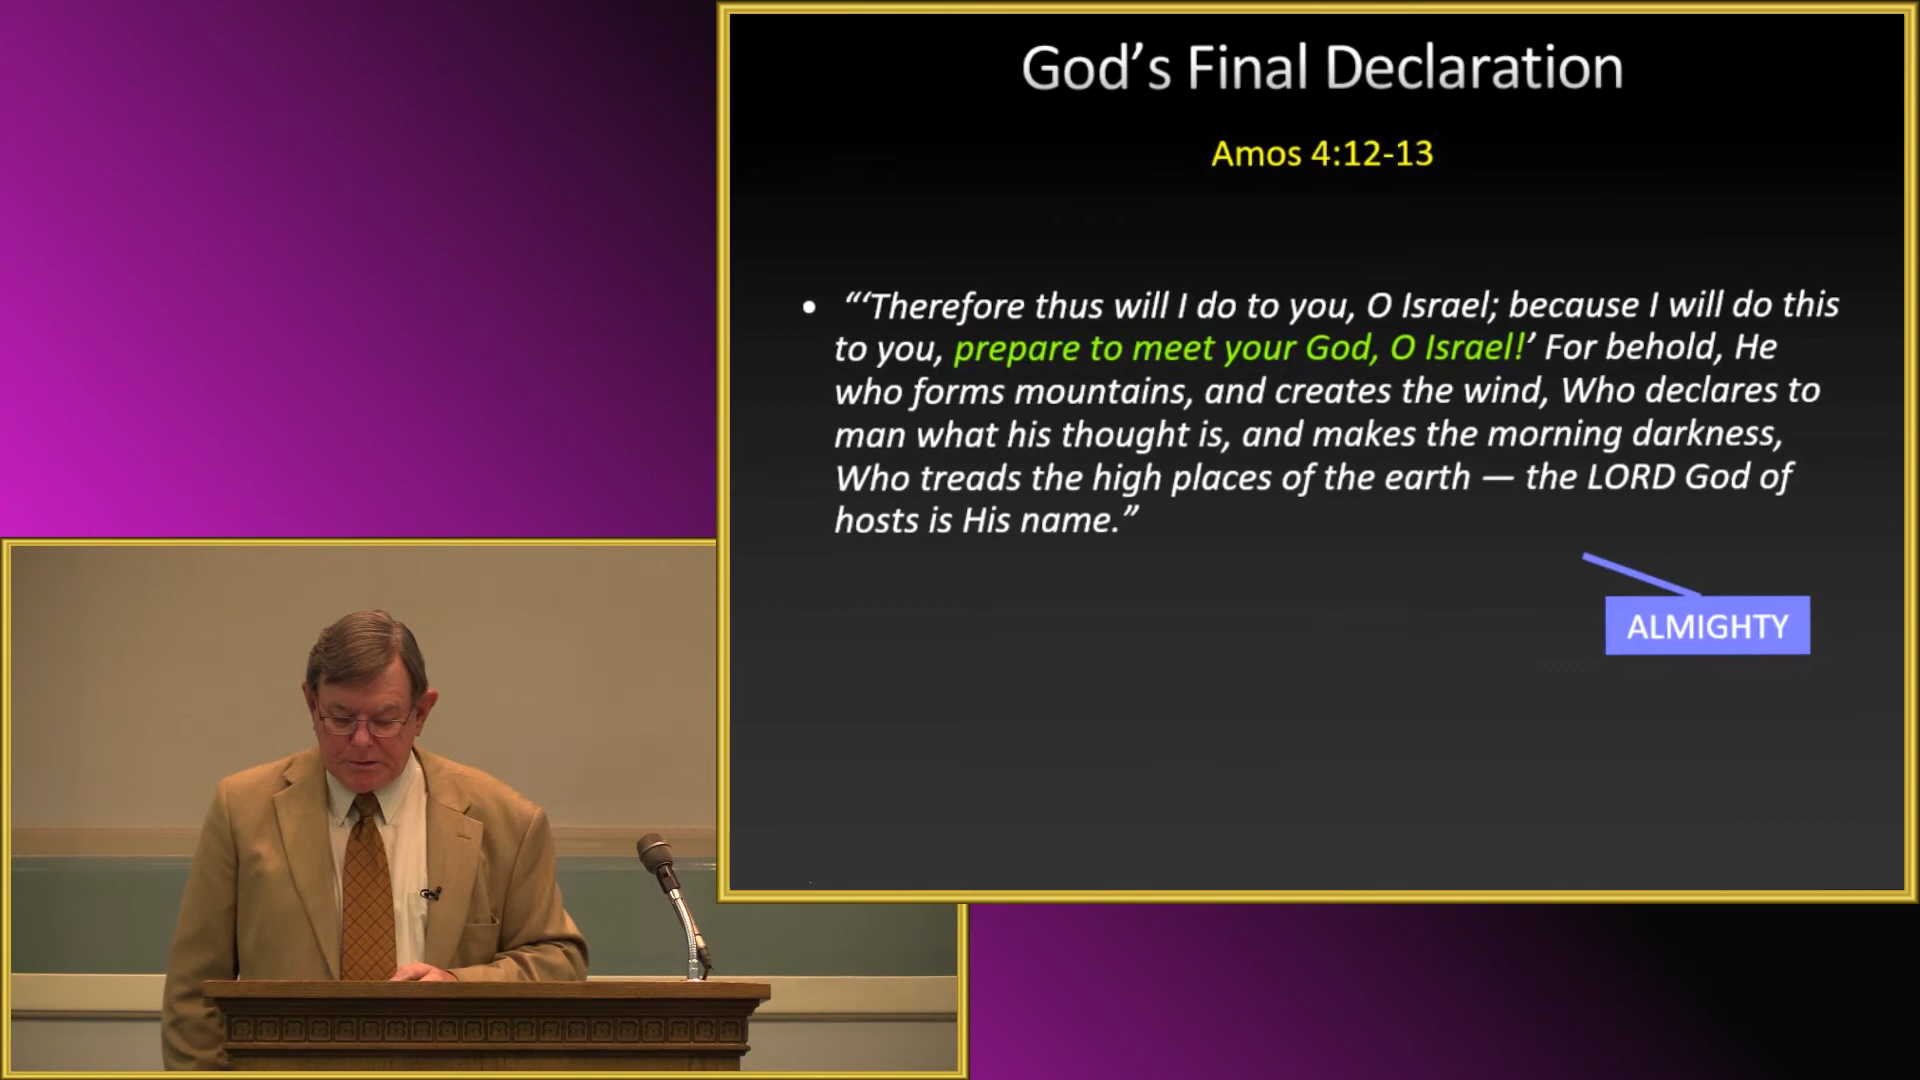 God's Final Declaration
Amos 4:12-13
• “‘Therefore thus will I do to you, O Israel; because I will do this
to you, prepare to meet your God, O Israel!’ For behold, He
who forms mountains, and creates the wind, Who declares to
man what his thought is, and makes the morning darkness,
Who treads the high places of the earth — the LORD God of
hosts is His name.”
ALMIGHTY